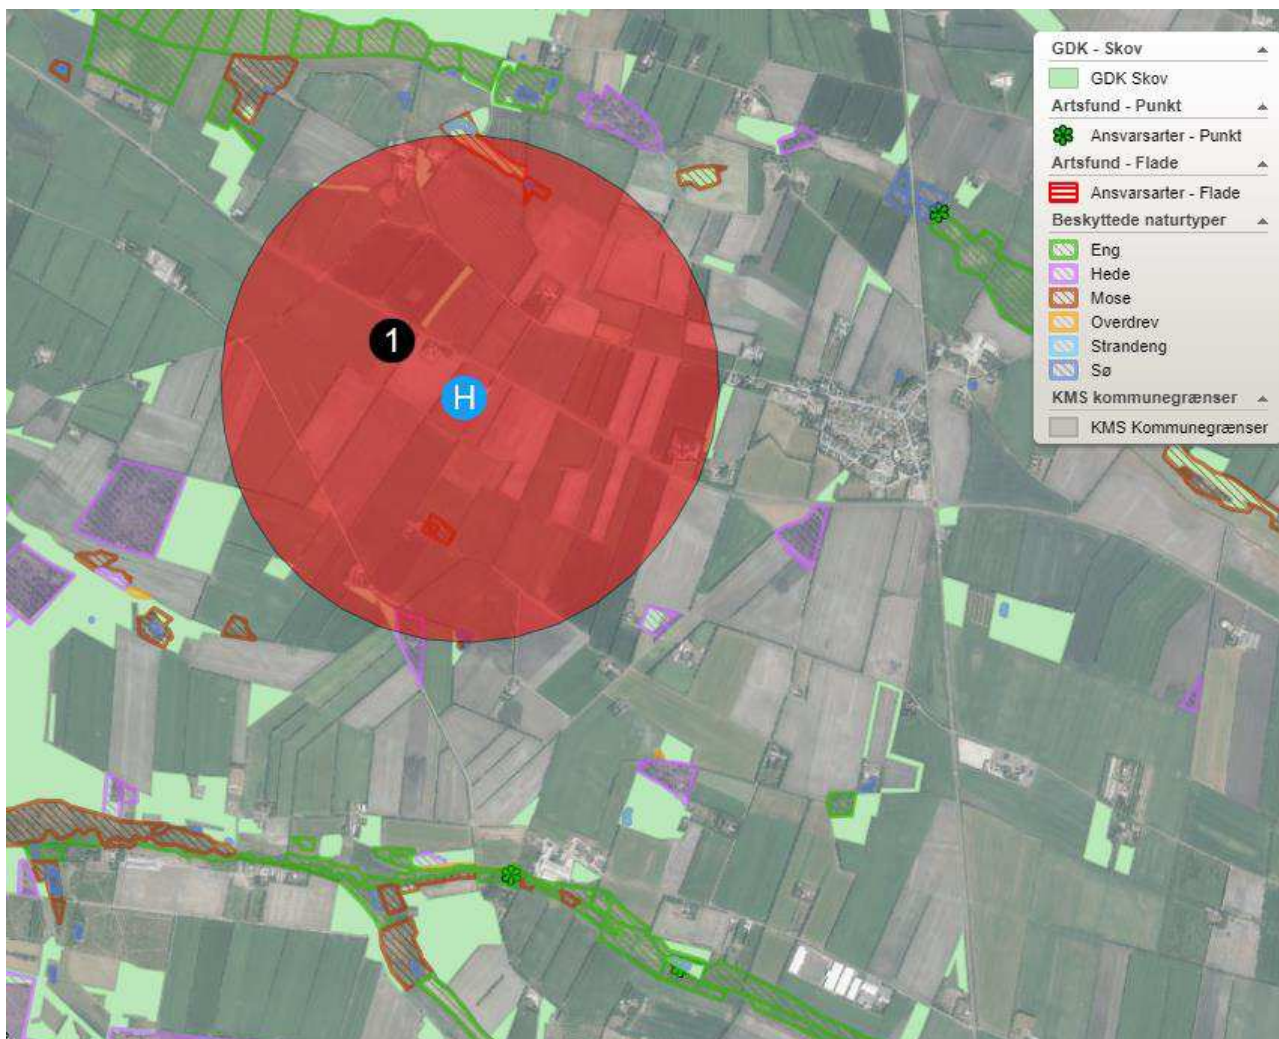 GDK - Skov
GDK Skov
Artsfund - Punkt
Ansvarsarter - Punkt
Artsfund - Flade
Ansvarsarter - Flade
Beskyttede naturtyper
Eng
Hede
Mose
Overdrev
Strandeng
Sø
KMS kommunegrænser
KMS Kommunegrænser
1
H